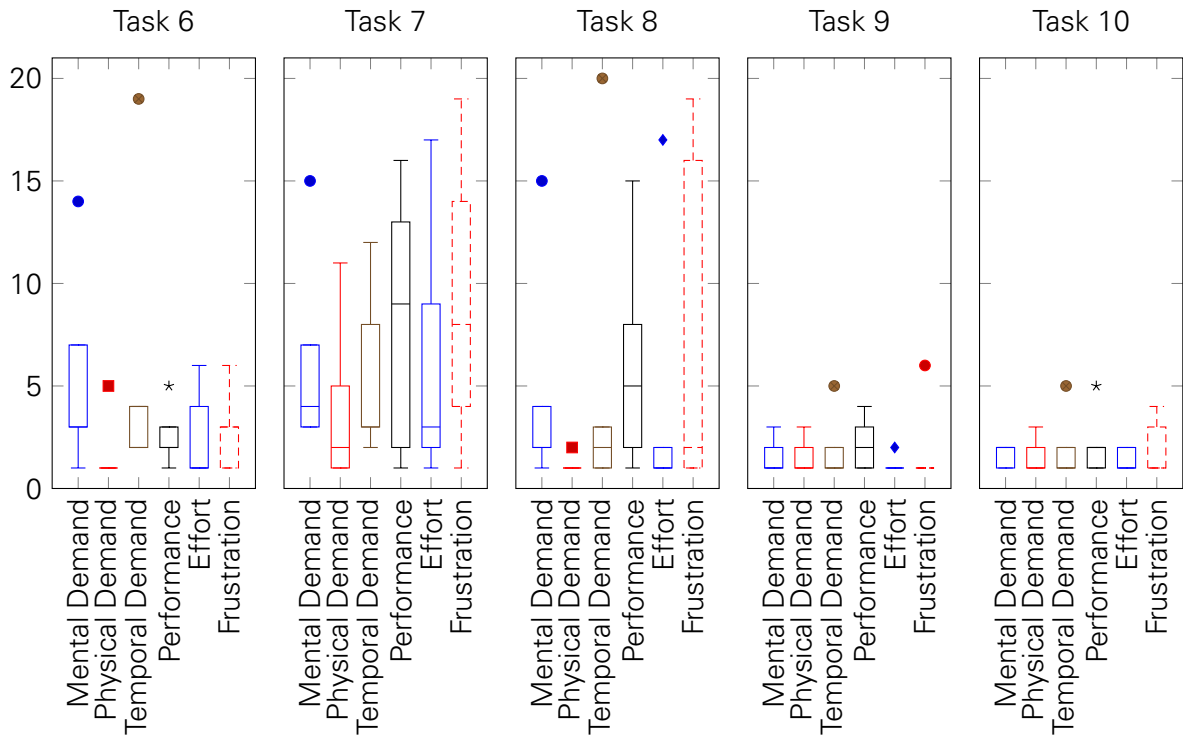 Task 6
Task 7
Task 8
Task 9
Task 10
20
15
10
5
0
Mental Demand
Physical Demand
Temporal Demand
Performance
Effort
Frustration
Mental Demand
Physical Demand
Temporal Demand
Performance
Effort
Frustration
Mental Demand
Physical Demand
Temporal Demand
Performance
Effort
Frustration
Mental Demand
Physical Demand
Temporal Demand
Performance
Effort
Frustration
Mental Demand
Physical Demand
Temporal Demand
Performance
Effort
Frustration